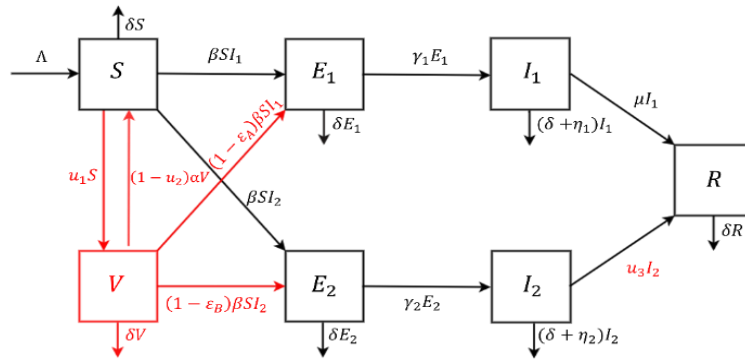 δS
Λ
S
βSI₁
E₁
γ₁E₁
I₁
μI₁
δE₁
(δ +η₁)I₁
(1 − ε_A)βSI₁
u₁S
(1 − u₂)αV
βSI₂
R
δR
V
(1 − ε_B)βSI₂
E₂
γ₂E₂
I₂
u₃I₂
δV
δE₂
(δ + η₂)I₂